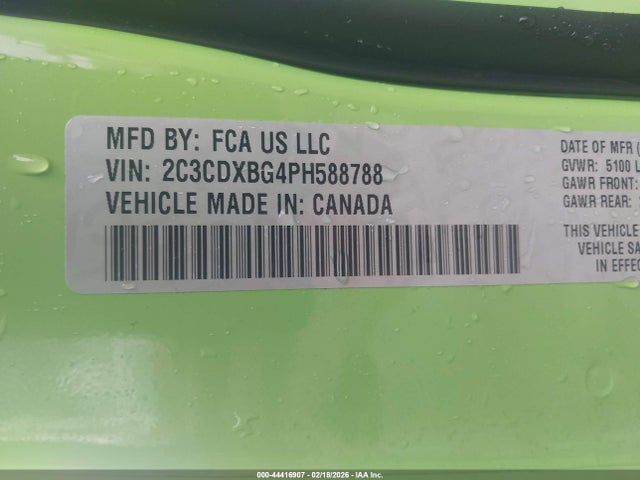 MFD BY: FCA US LLC
VIN: 2C3CDXBG4PH588788
VEHICLE MADE IN: CANADA
DATE OF MFR (
GVWR: 5100 L
GAWR FRONT:
GAWR REAR:
THIS VEHICLE
VEHICLE SA
IN EFFEC
000-44416907 - 02/18/2026 - IAA Inc.